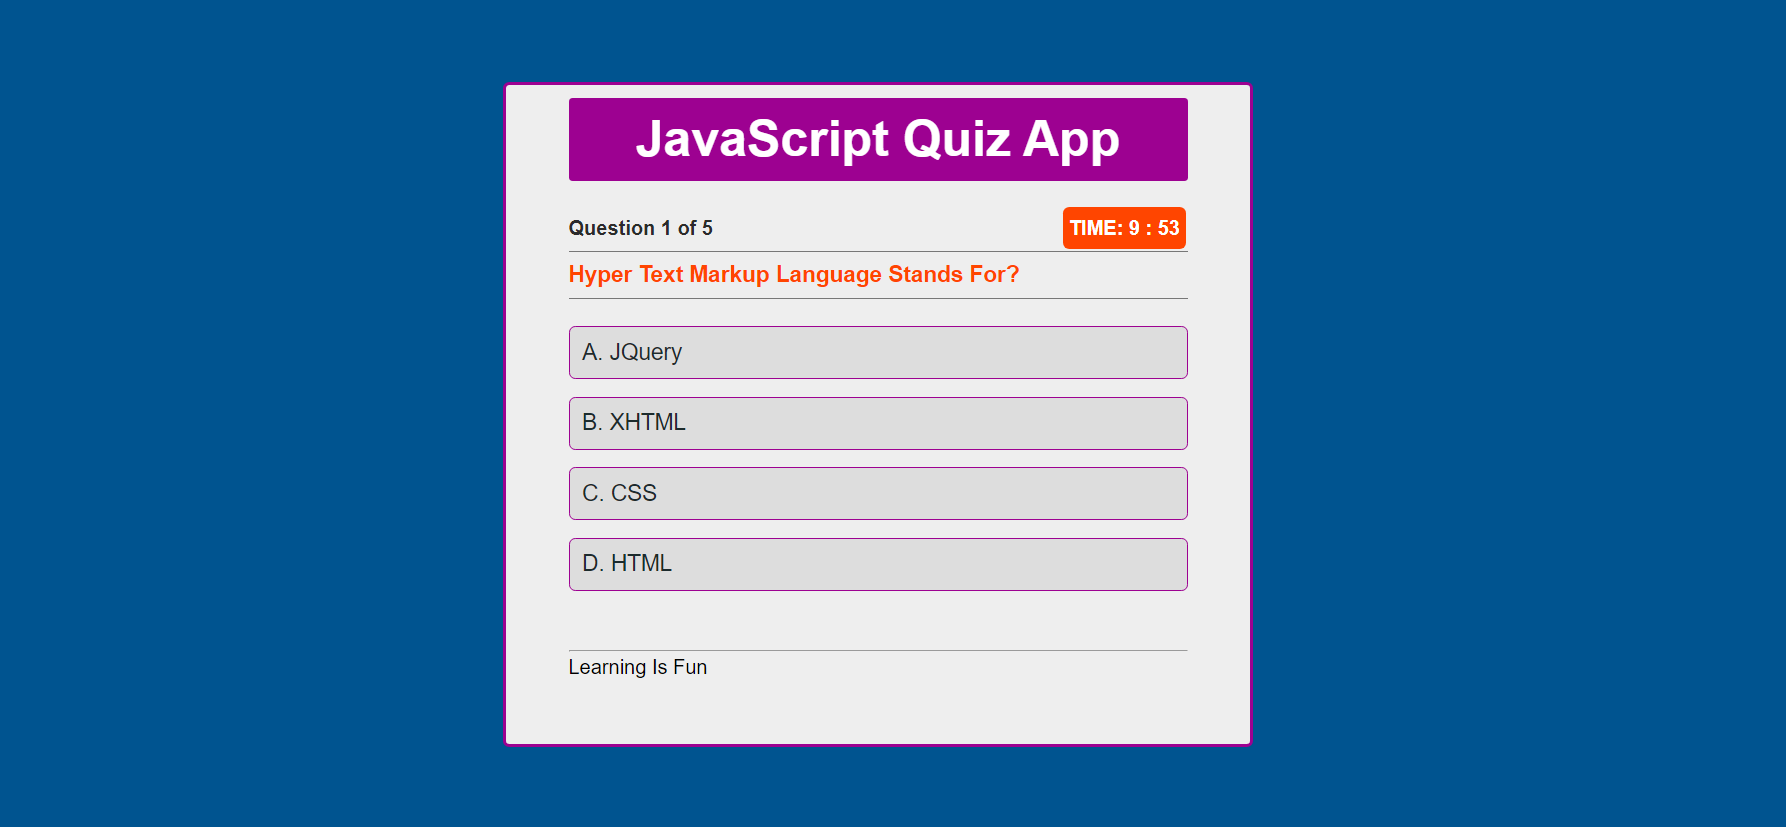 JavaScript Quiz App
Question 1 of 5
TIME: 9 : 53
Hyper Text Markup Language Stands For?
A. JQuery
B. XHTML
C. CSS
D. HTML
Learning Is Fun